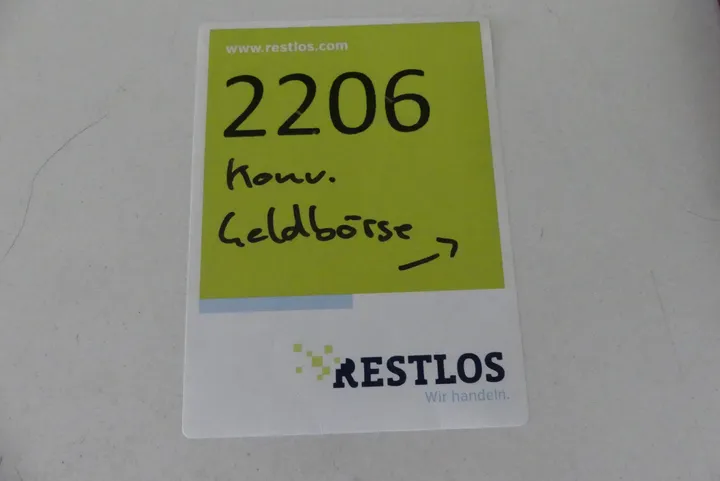 www.restlos.com
2206
Konv.
Geldbörse
RESTLOS
Wir handeln.